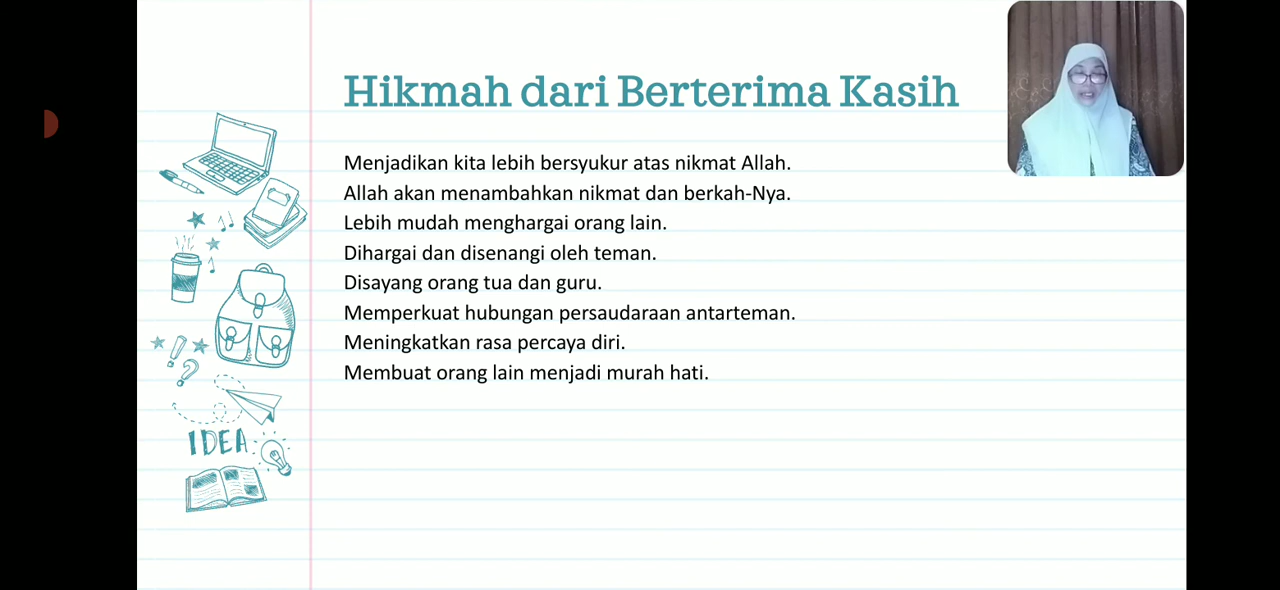 Hikmah dari Berterima Kasih
Menjadikan kita lebih bersyukur atas nikmat Allah.
Allah akan menambahkan nikmat dan berkah-Nya.
Lebih mudah menghargai orang lain.
Dihargai dan disenangi oleh teman.
Disayang orang tua dan guru.
Memperkuat hubungan persaudaraan antarteman.
Meningkatkan rasa percaya diri.
Membuat orang lain menjadi murah hati.
IDEA